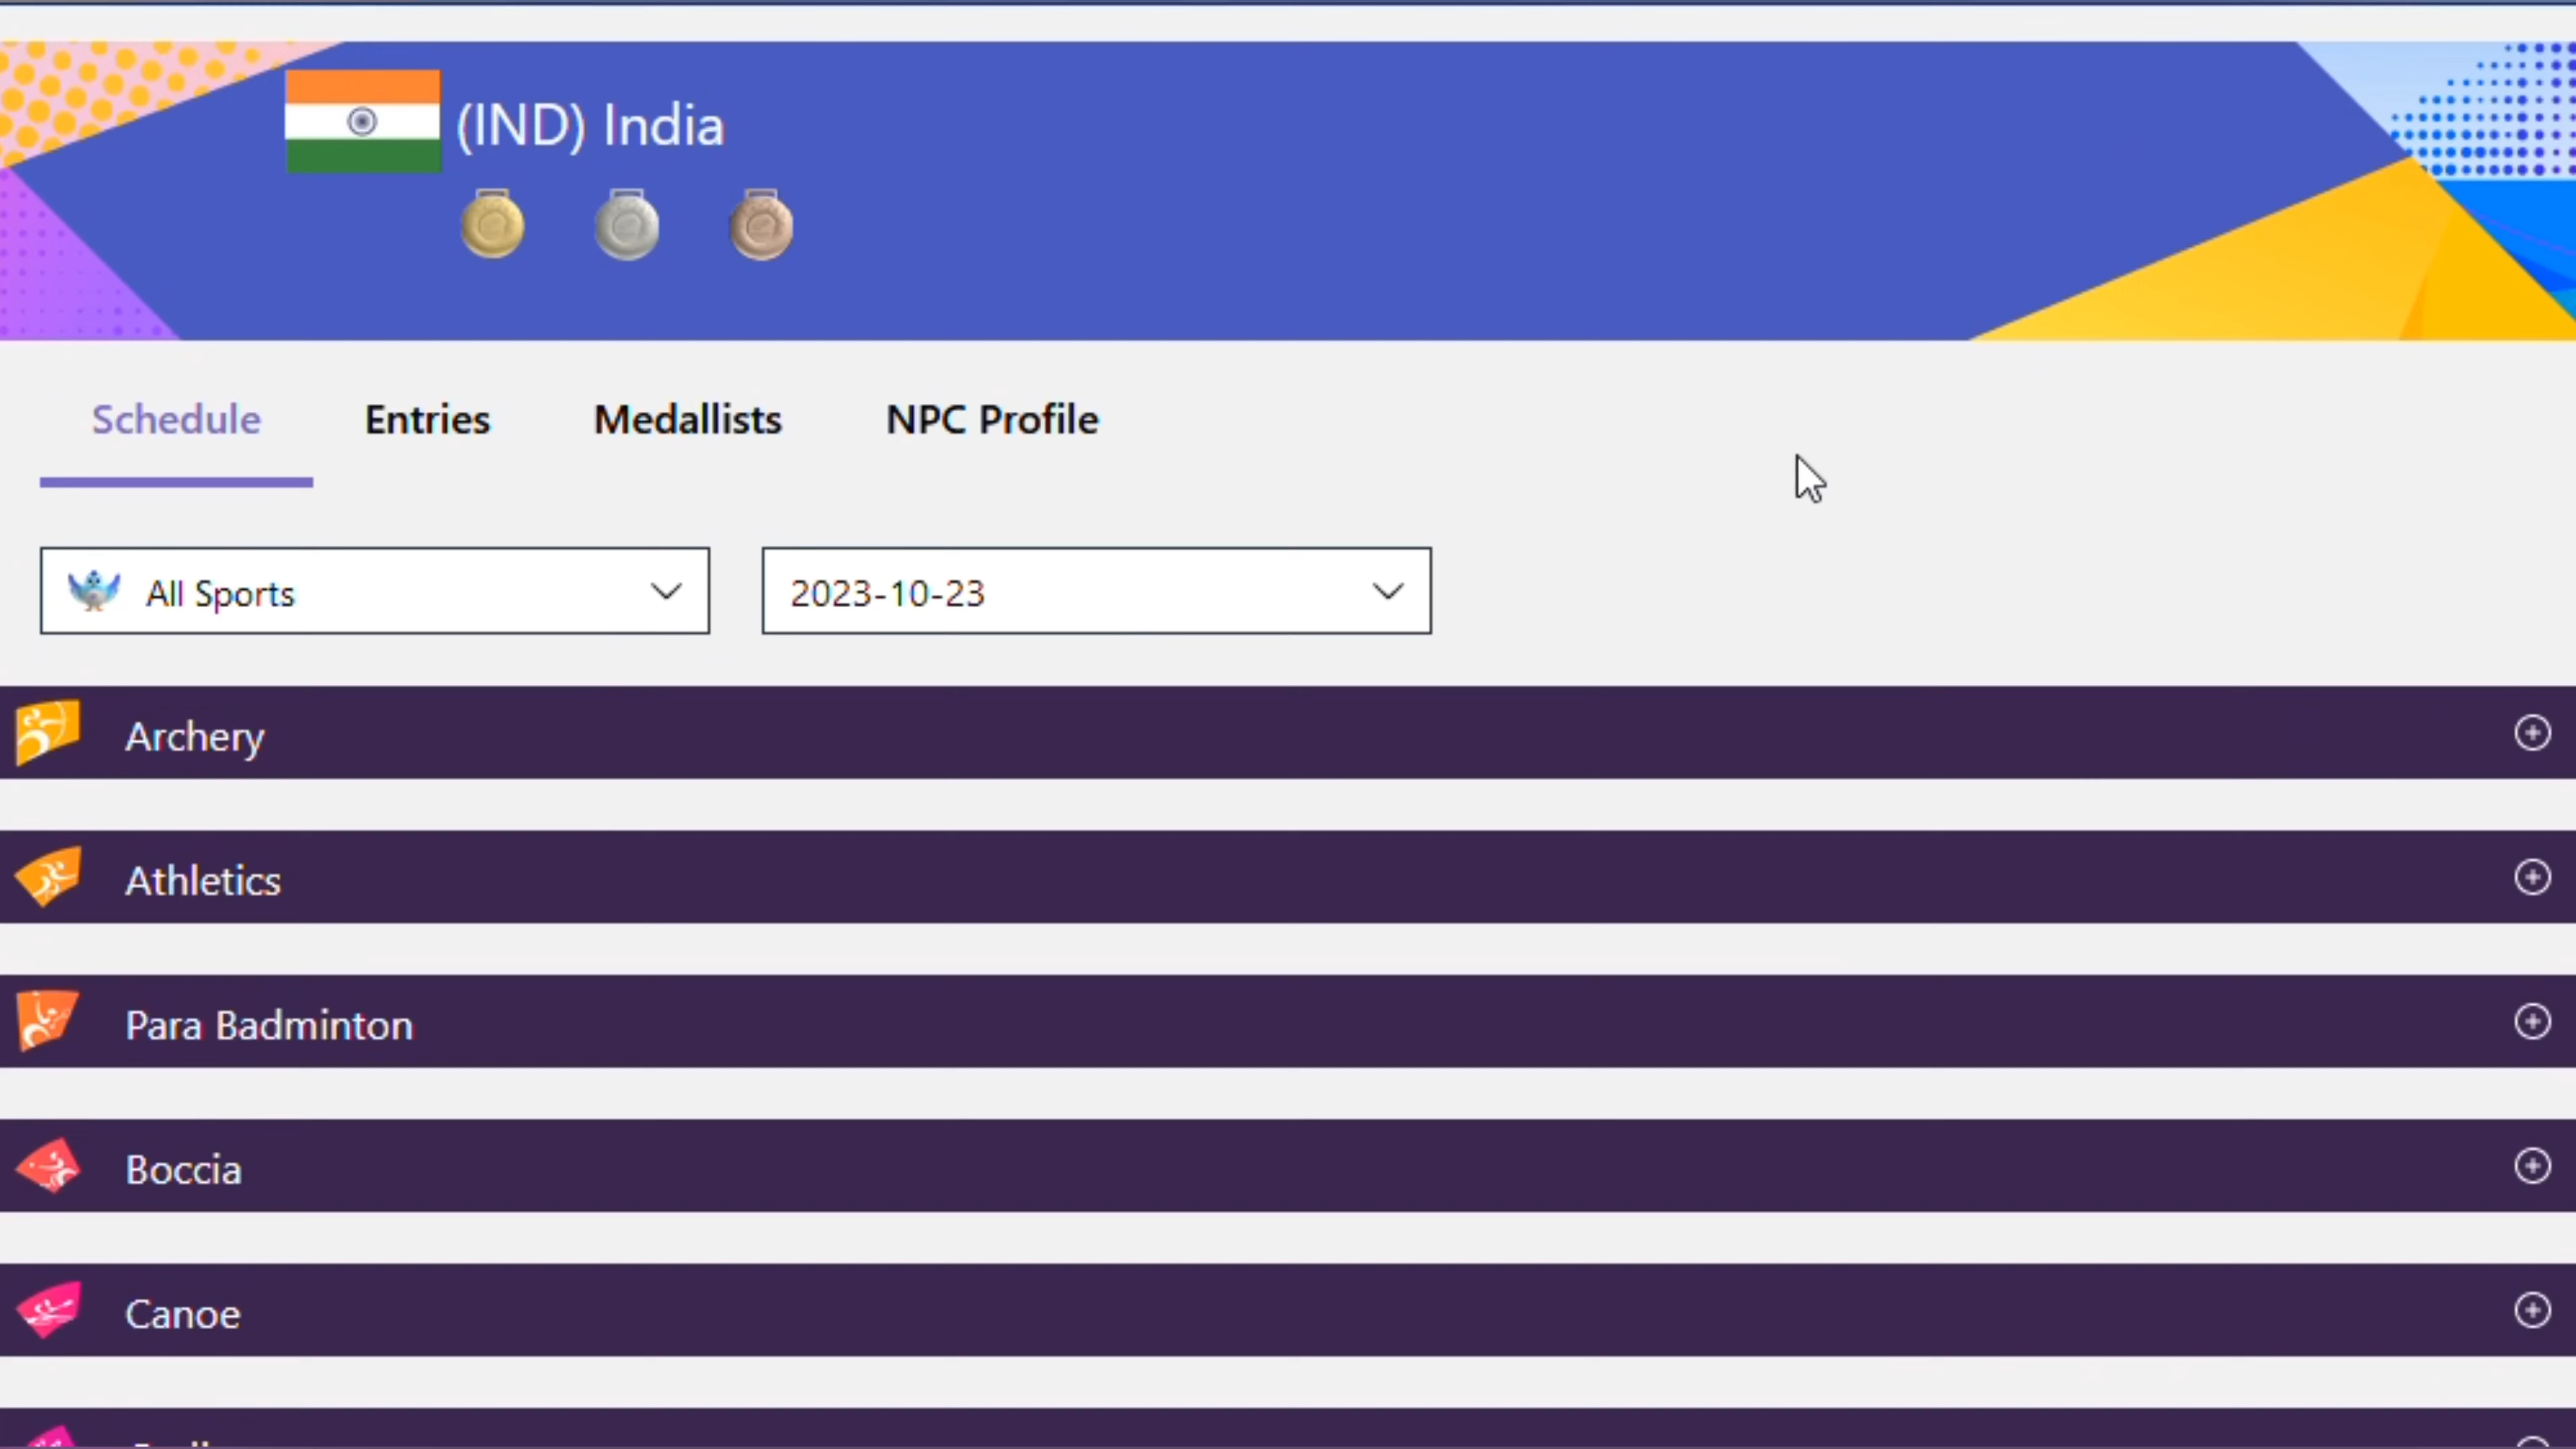 (IND) India
Schedule Entries Medallists NPC Profile
All Sports 2023-10-23
Archery
Athletics
Para Badminton
Boccia
Canoe